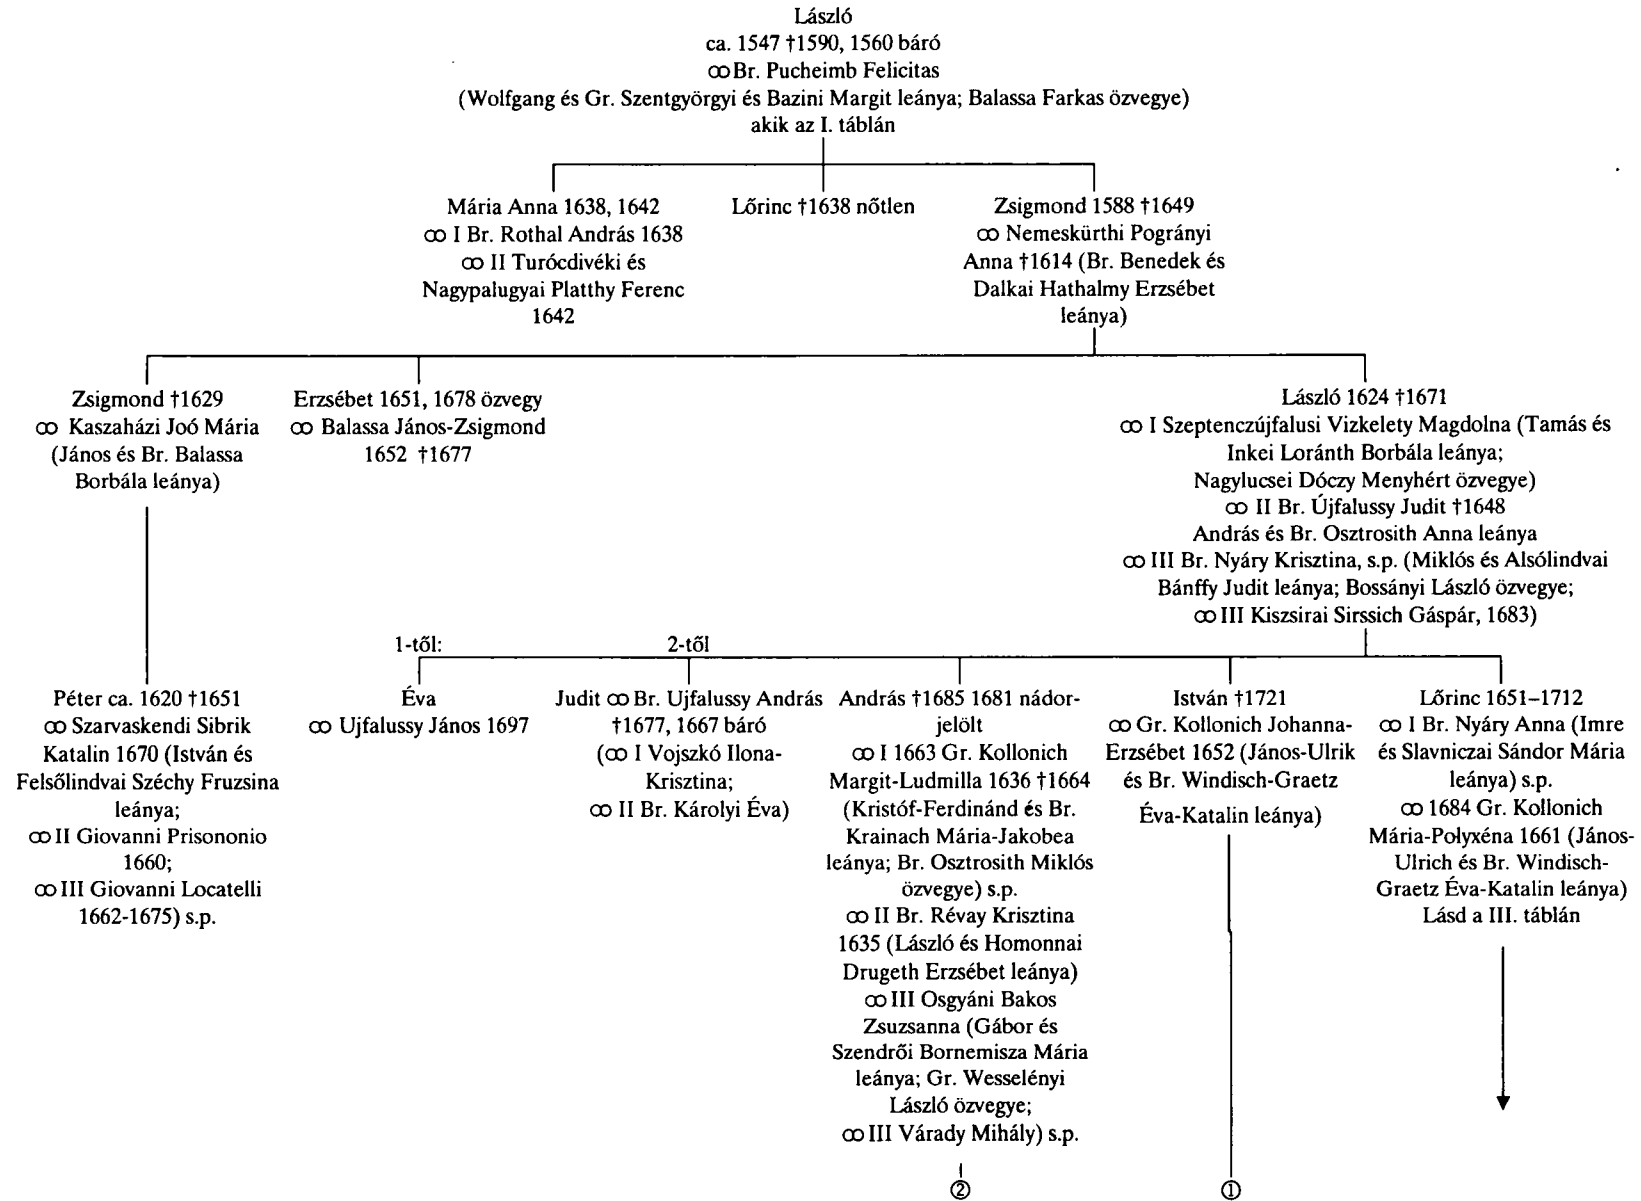 László
ca. 1547 †1590, 1560 báró
∞ Br. Pucheimb Felicitas
(Wolfgang és Gr. Szentgyörgyi és Bazini Margit leánya; Balassa Farkas özvegye)
akik az I. táblán
Mária Anna 1638, 1642
∞ I Br. Rothal András 1638
∞ II Turócdivéki és
Nagypalugyai Platthy Ferenc
1642
Lőrinc †1638 nőtlen
Zsigmond 1588 †1649
∞ Nemeskürthi Pogrányi
Anna †1614 (Br. Benedek és
Dalkai Hathalmy Erzsébet
leánya)
Zsigmond †1629
∞ Kaszaházi Joó Mária
(János és Br. Balassa
Borbála leánya)
Erzsébet 1651, 1678 özvegy
∞ Balassa János-Zsigmond
1652 †1677
László 1624 †1671
∞ I Szeptenczújfalusi Vizkelety Magdolna (Tamás és
Inkei Loránth Borbála leánya;
Nagylucsei Dóczy Menyhért özvegye)
∞ II Br. Újfalussy Judit †1648
András és Br. Osztrosith Anna leánya
∞ III Br. Nyáry Krisztina, s.p. (Miklós és Alsólindvai
Bánffy Judit leánya; Bossányi László özvegye;
∞ III Kiszsirai Sirssich Gáspár, 1683)
1-től:
2-től
Péter ca. 1620 †1651
∞ Szarvaskendi Sibrik
Katalin 1670 (István és
Felsőlindvai Széchy Fruzsina
leánya;
∞ II Giovanni Prisononio
1660;
∞ III Giovanni Locatelli
1662-1675) s.p.
Éva
∞ Ujfalussy János 1697
Judit ∞ Br. Ujfalussy András
†1677, 1667 báró
(∞ I Vojszkó Ilona-
Krisztina;
∞ II Br. Károlyi Éva)
András †1685 1681 nádor-
jelölt
∞ I 1663 Gr. Kollonich
Margit-Ludmilla 1636 †1664
(Kristóf-Ferdinánd és Br.
Krainach Mária-Jakobea
leánya; Br. Osztrosith Miklós
özvegye) s.p.
∞ II Br. Révay Krisztina
1635 (László és Homonnai
Drugeth Erzsébet leánya)
∞ III Osgyáni Bakos
Zsuzsanna (Gábor és
Szendrői Bornemisza Mária
leánya; Gr. Wesselényi
László özvegye;
∞ III Várady Mihály) s.p.
②
István †1721
∞ Gr. Kollonich Johanna-
Erzsébet 1652 (János-Ulrik
és Br. Windisch-Graetz
Éva-Katalin leánya)
①
Lőrinc 1651–1712
∞ I Br. Nyáry Anna (Imre
és Slavniczai Sándor Mária
leánya) s.p.
∞ 1684 Gr. Kollonich
Mária-Polyxéna 1661 (János-
Ulrich és Br. Windisch-
Graetz Éva-Katalin leánya)
Lásd a III. táblán